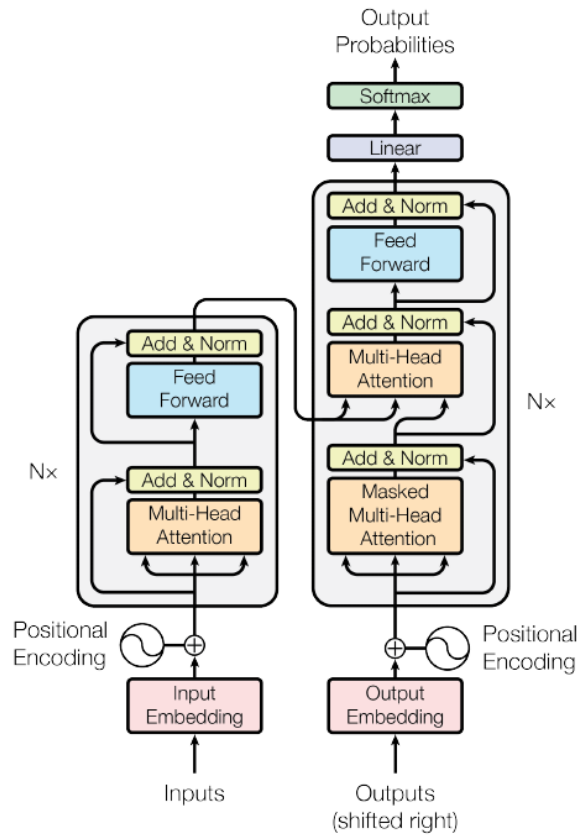 Output
Probabilities
Softmax
Linear
Add & Norm
Feed
Forward
Add & Norm
Multi-Head
Attention
Add & Norm
Masked
Multi-Head
Attention
N×
Add & Norm
Feed
Forward
Add & Norm
Multi-Head
Attention
N×
Positional
Encoding
Positional
Encoding
Input
Embedding
Output
Embedding
Inputs
Outputs
(shifted right)